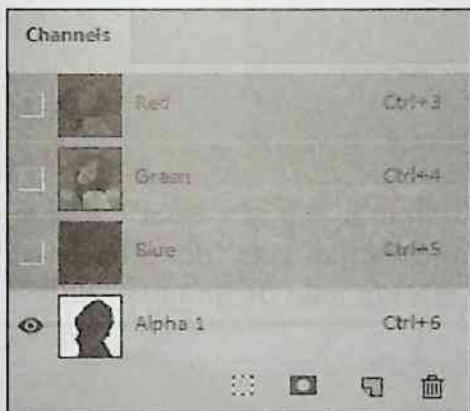 Channels
Red Ctrl+3
Green Ctrl+4
Blue Ctrl+5
Alpha 1 Ctrl+6